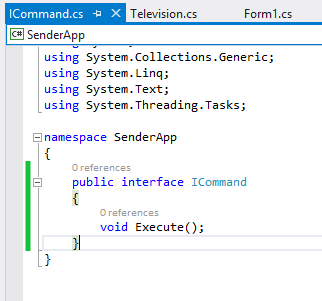 ICommand.cs Television.cs Form1.cs
C# SenderApp
using System.Collections.Generic;
using System.Linq;
using System.Text;
using System.Threading.Tasks;
namespace SenderApp
{
0 references
public interface ICommand
{
0 references
void Execute();
}
}